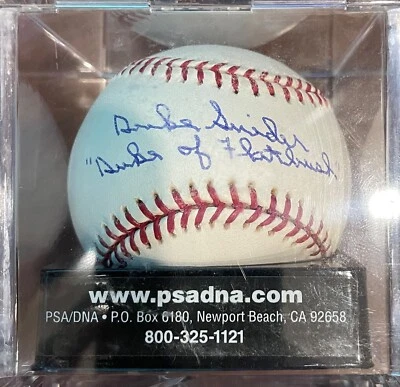 Duke Snider
"Duke of Flatbush
www.psadna.com
PSA/DNA • P.O. Box 6180, Newport Beach, CA 92658
800-325-1121